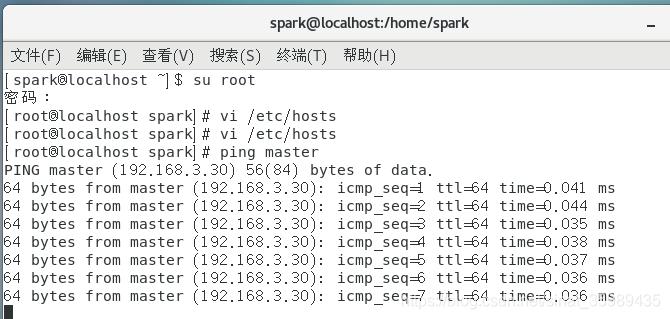 spark@localhost:/home/spark
文件(F) 编辑(E) 查看(V) 搜索(S) 终端(T) 帮助(H)
[spark@localhost ~]$ su root
密码：
[root@localhost spark]# vi /etc/hosts
[root@localhost spark]# vi /etc/hosts
[root@localhost spark]# ping master
PING master (192.168.3.30) 56(84) bytes of data.
64 bytes from master (192.168.3.30): icmp_seq=1 ttl=64 time=0.041 ms
64 bytes from master (192.168.3.30): icmp_seq=2 ttl=64 time=0.044 ms
64 bytes from master (192.168.3.30): icmp_seq=3 ttl=64 time=0.035 ms
64 bytes from master (192.168.3.30): icmp_seq=4 ttl=64 time=0.038 ms
64 bytes from master (192.168.3.30): icmp_seq=5 ttl=64 time=0.037 ms
64 bytes from master (192.168.3.30): icmp_seq=6 ttl=64 time=0.036 ms
64 bytes from master (192.168.3.30): icmp_seq=7 ttl=64 time=0.036 ms